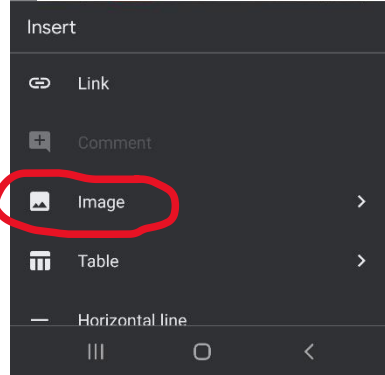 Insert
Link
Comment
Image
Table
Horizontal line